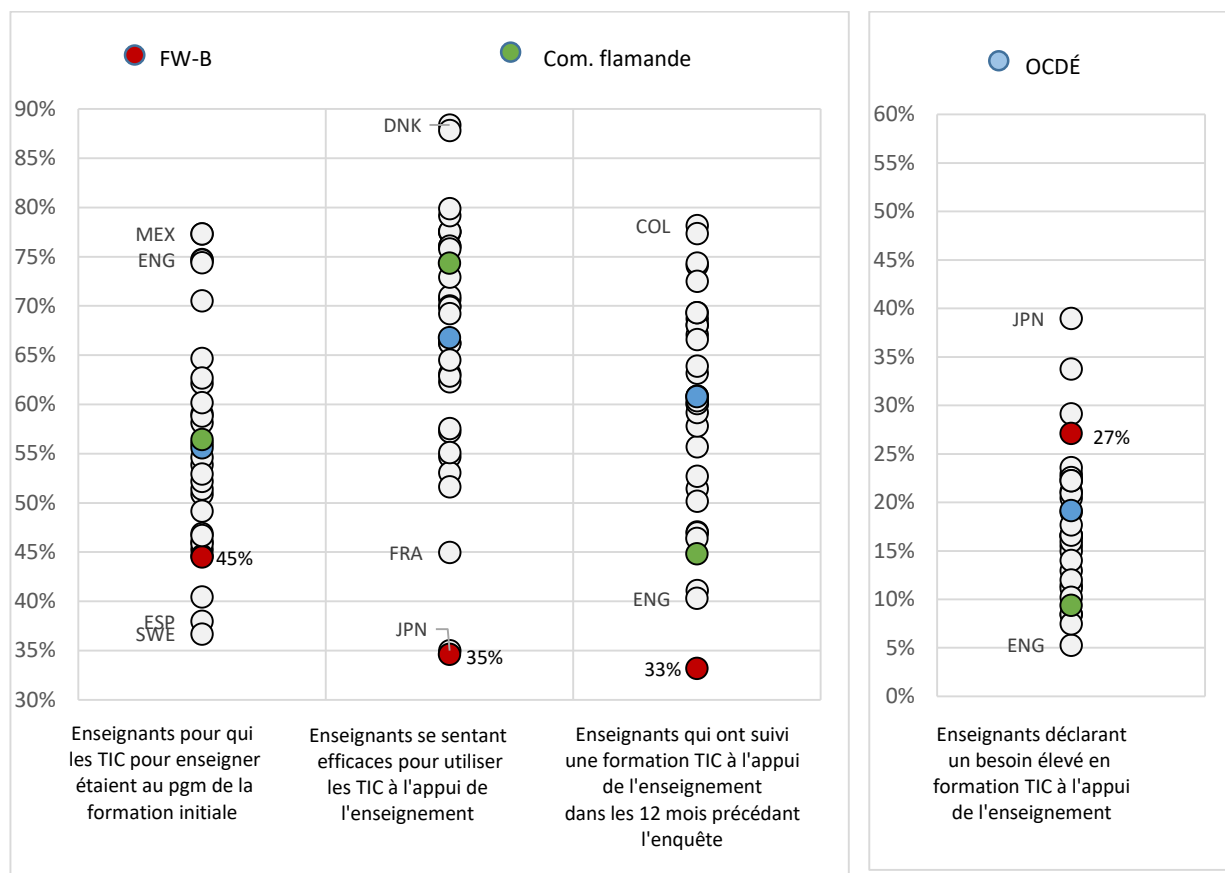 FW-B
Com. flamande
OCDÉ
90%
85%
80%
75%
70%
65%
60%
55%
50%
45%
40%
35%
30%
MEX
ENG
45%
ESP
SWE
DNK
FRA
JPN
35%
COL
ENG
33%
Enseignants pour qui
les TIC pour enseigner
étaient au pgm de la
formation initiale
Enseignants se sentant
efficaces pour utiliser
les TIC à l'appui de
l'enseignement
Enseignants qui ont suivi
une formation TIC à l'appui
de l'enseignement
dans les 12 mois précédant
l'enquête
60%
55%
50%
45%
40%
35%
30%
25%
20%
15%
10%
5%
0%
JPN
27%
ENG
Enseignants déclarant
un besoin élevé en
formation TIC à l'appui
de l'enseignement